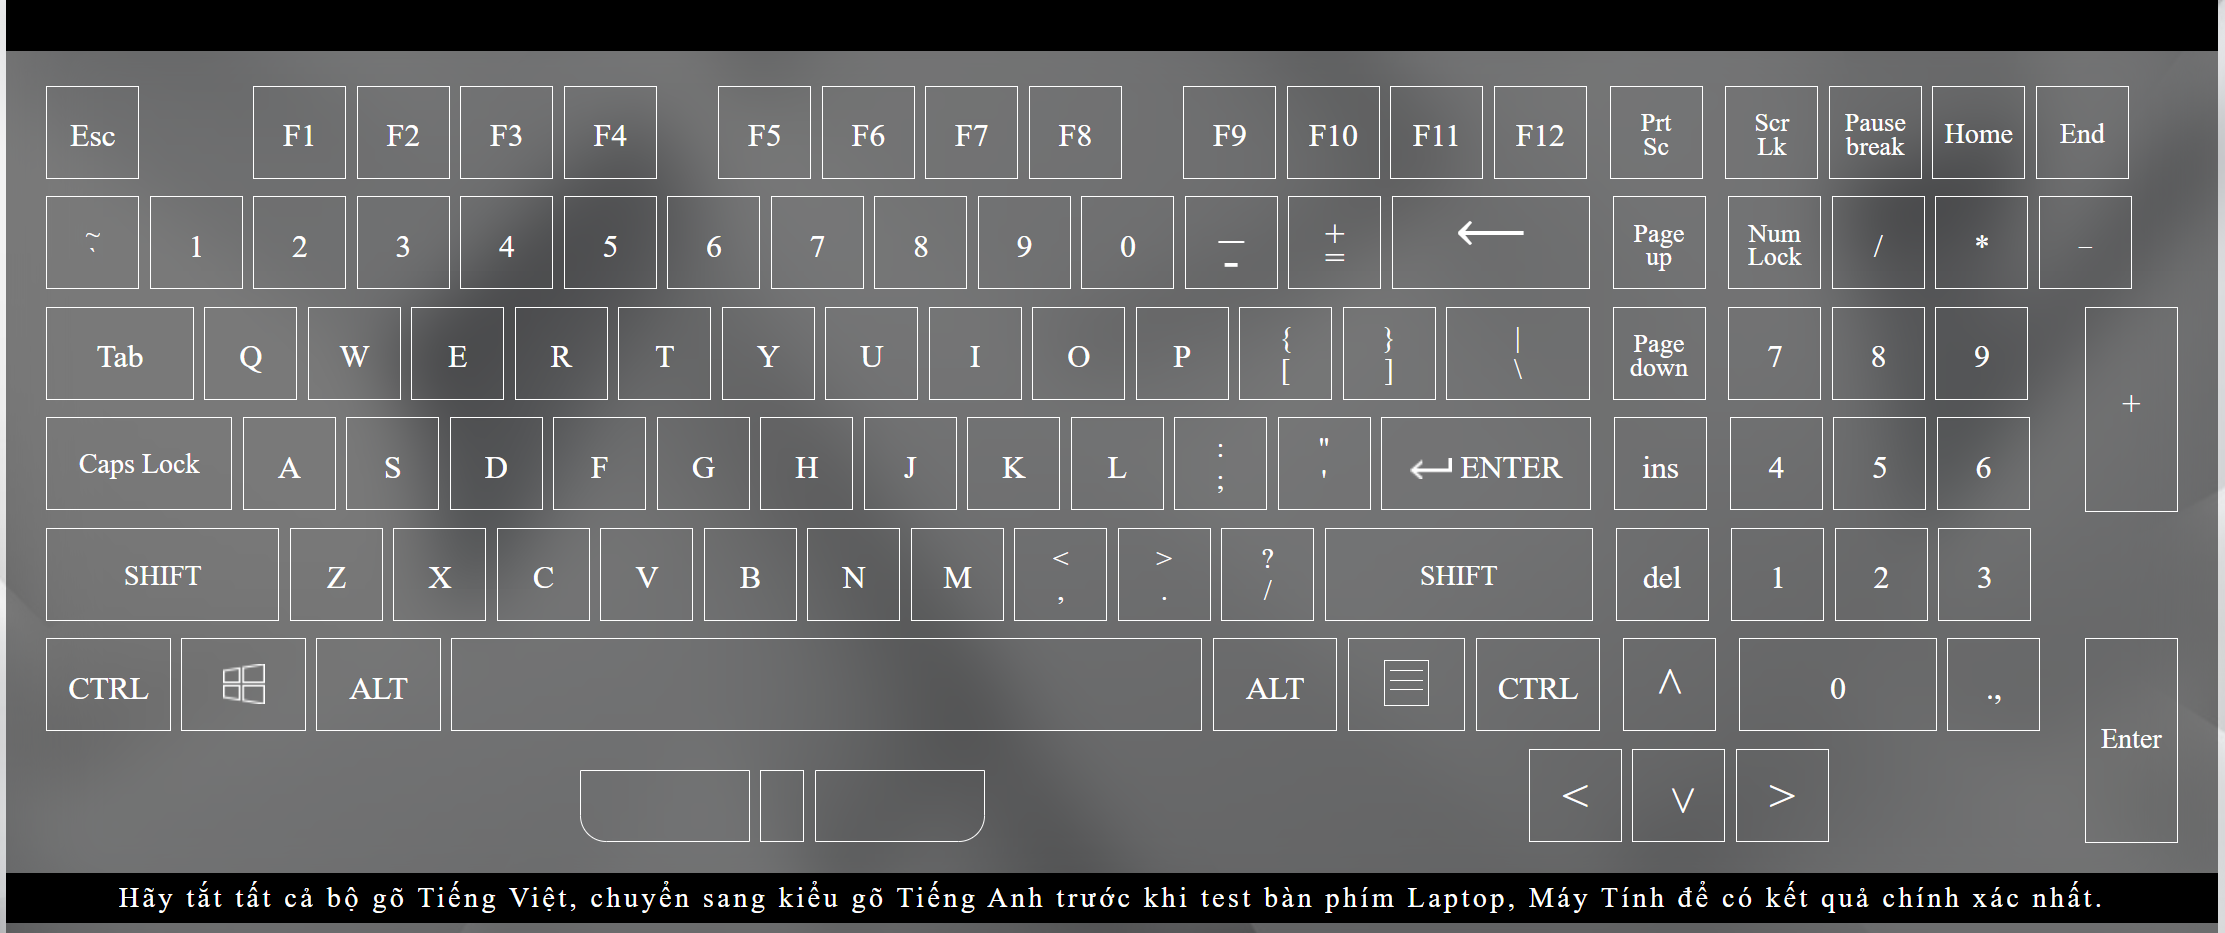 Esc F1 F2 F3 F4 F5 F6 F7 F8 F9 F10 F11 F12 Prt Sc Scr Lk Pause break Home End
~ ` 1 2 3 4 5 6 7 8 9 0 — - + = ← Page up Num Lock / * –
Tab Q W E R T Y U I O P { [ } ] | \ Page down 7 8 9 +
Caps Lock A S D F G H J K L : ; " ' ↵ ENTER ins 4 5 6
SHIFT Z X C V B N M < , > . ? / SHIFT del 1 2 3
CTRL ALT ALT CTRL ^ 0 ., Enter
< v >
Hãy tắt tất cả bộ gõ Tiếng Việt, chuyển sang kiểu gõ Tiếng Anh trước khi test bàn phím Laptop, Máy Tính để có kết quả chính xác nhất.